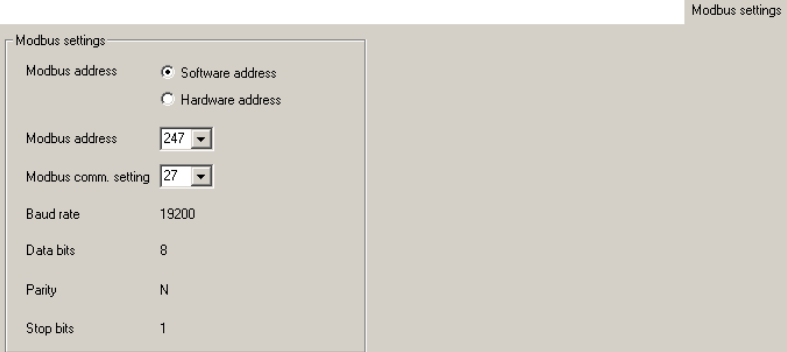 Modbus settings
Modbus settings
Modbus address Software address
Hardware address
Modbus address 247
Modbus comm. setting 27
Baud rate 19200
Data bits 8
Parity N
Stop bits 1